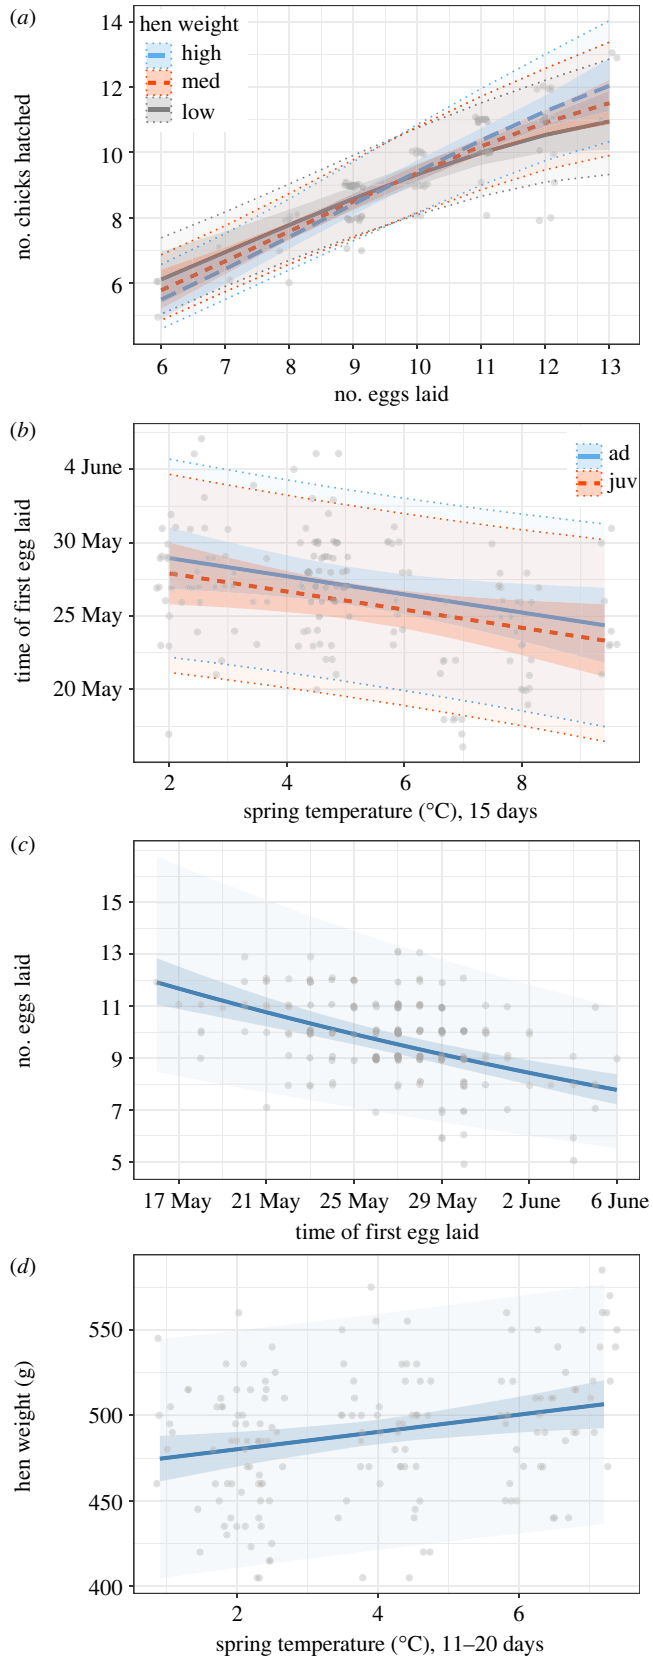 (a)
hen weight
high
med
low
no. chicks hatched
14
12
10
8
6
6 7 8 9 10 11 12 13
no. eggs laid
(b)
ad
juv
time of first egg laid
4 June
30 May
25 May
20 May
2 4 6 8
spring temperature (°C), 15 days
(c)
no. eggs laid
15
13
11
9
7
5
17 May 21 May 25 May 29 May 2 June 6 June
time of first egg laid
(d)
hen weight (g)
550
500
450
400
2 4 6
spring temperature (°C), 11–20 days